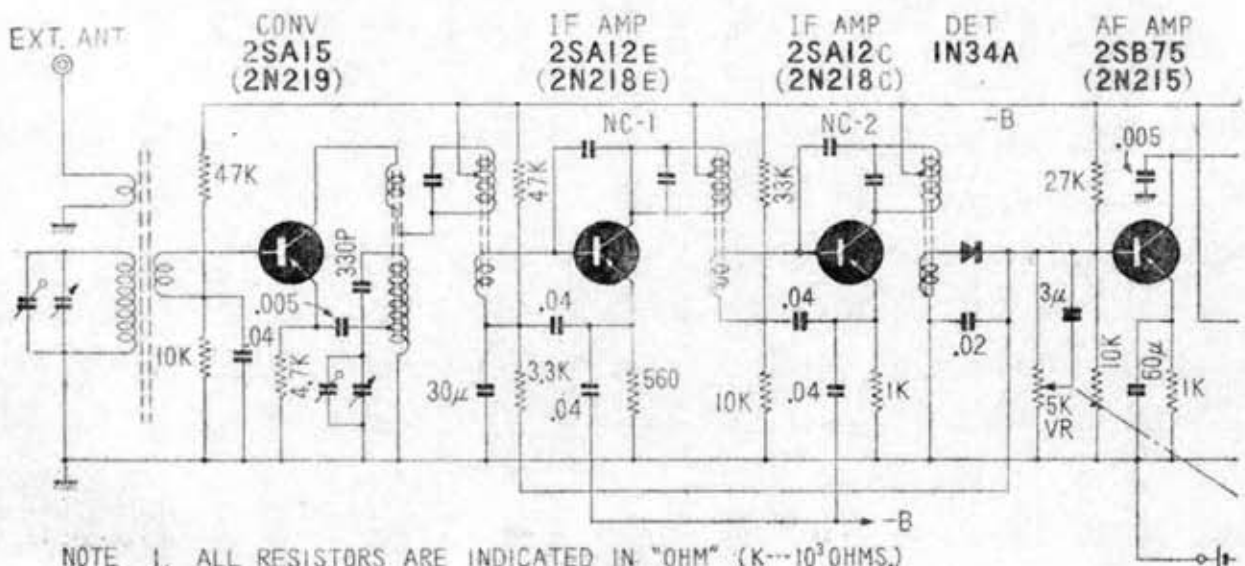 EXT. ANT.
CONV
2SA15
(2N219)
IF AMP
2SA12E
(2N218E)
IF AMP
2SA12C
(2N218C)
DET
1N34A
AF AMP
2SB75
(2N215)
NC-1
NC-2
-B
.005
47K
47K
33K
27K
330P
.005
.04
.04
.04
3μ
.02
10K
4.7K
30μ
3.3K
.04
560
10K
.04
1K
5K
VR
10K
60μ
1K
-B
NOTE 1. ALL RESISTORS ARE INDICATED IN "OHM" (K---10³OHMS.)